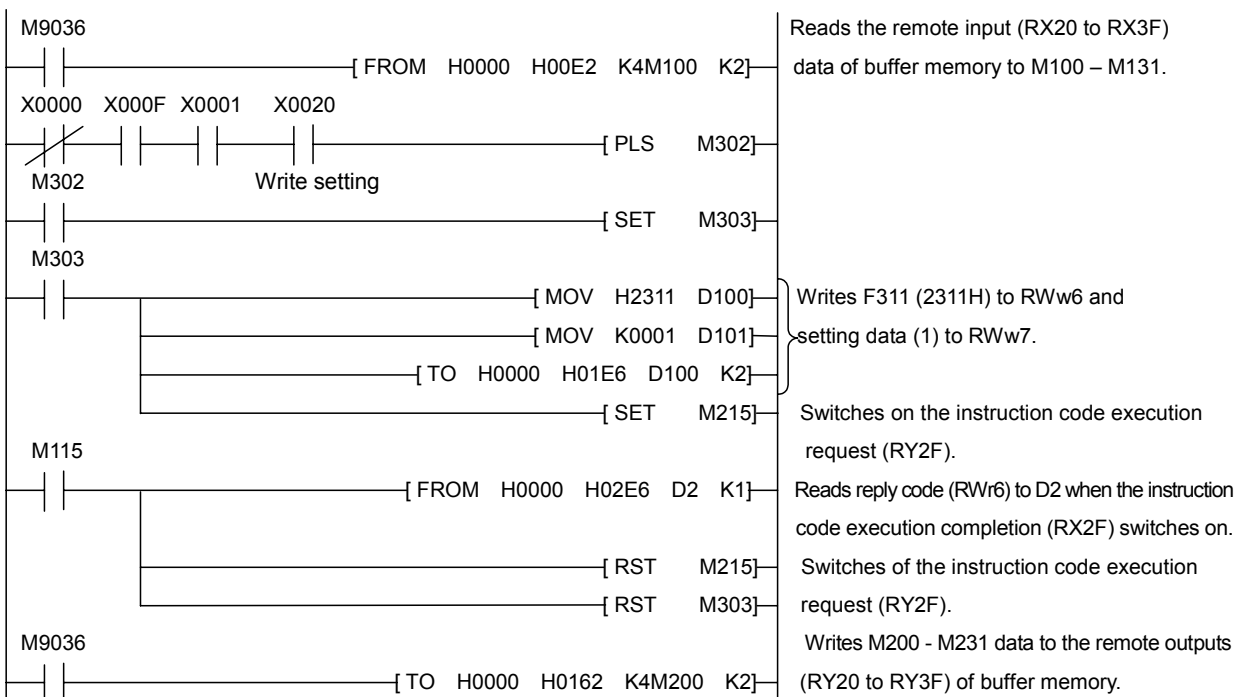 M9036 Reads the remote input (RX20 to RX3F)
[ FROM H0000 H00E2 K4M100 K2] data of buffer memory to M100 – M131.
X0000 X000F X0001 X0020
[ PLS M302]
M302 Write setting
[ SET M303]
M303
[ MOV H2311 D100] Writes F311 (2311H) to RWw6 and
[ MOV K0001 D101] setting data (1) to RWw7.
[ TO H0000 H01E6 D100 K2]
[ SET M215] Switches on the instruction code execution
M115 request (RY2F).
[ FROM H0000 H02E6 D2 K1] Reads reply code (RWr6) to D2 when the instruction
code execution completion (RX2F) switches on.
[ RST M215] Switches of the instruction code execution
[ RST M303] request (RY2F).
M9036 Writes M200 - M231 data to the remote outputs
[ TO H0000 H0162 K4M200 K2] (RY20 to RY3F) of buffer memory.